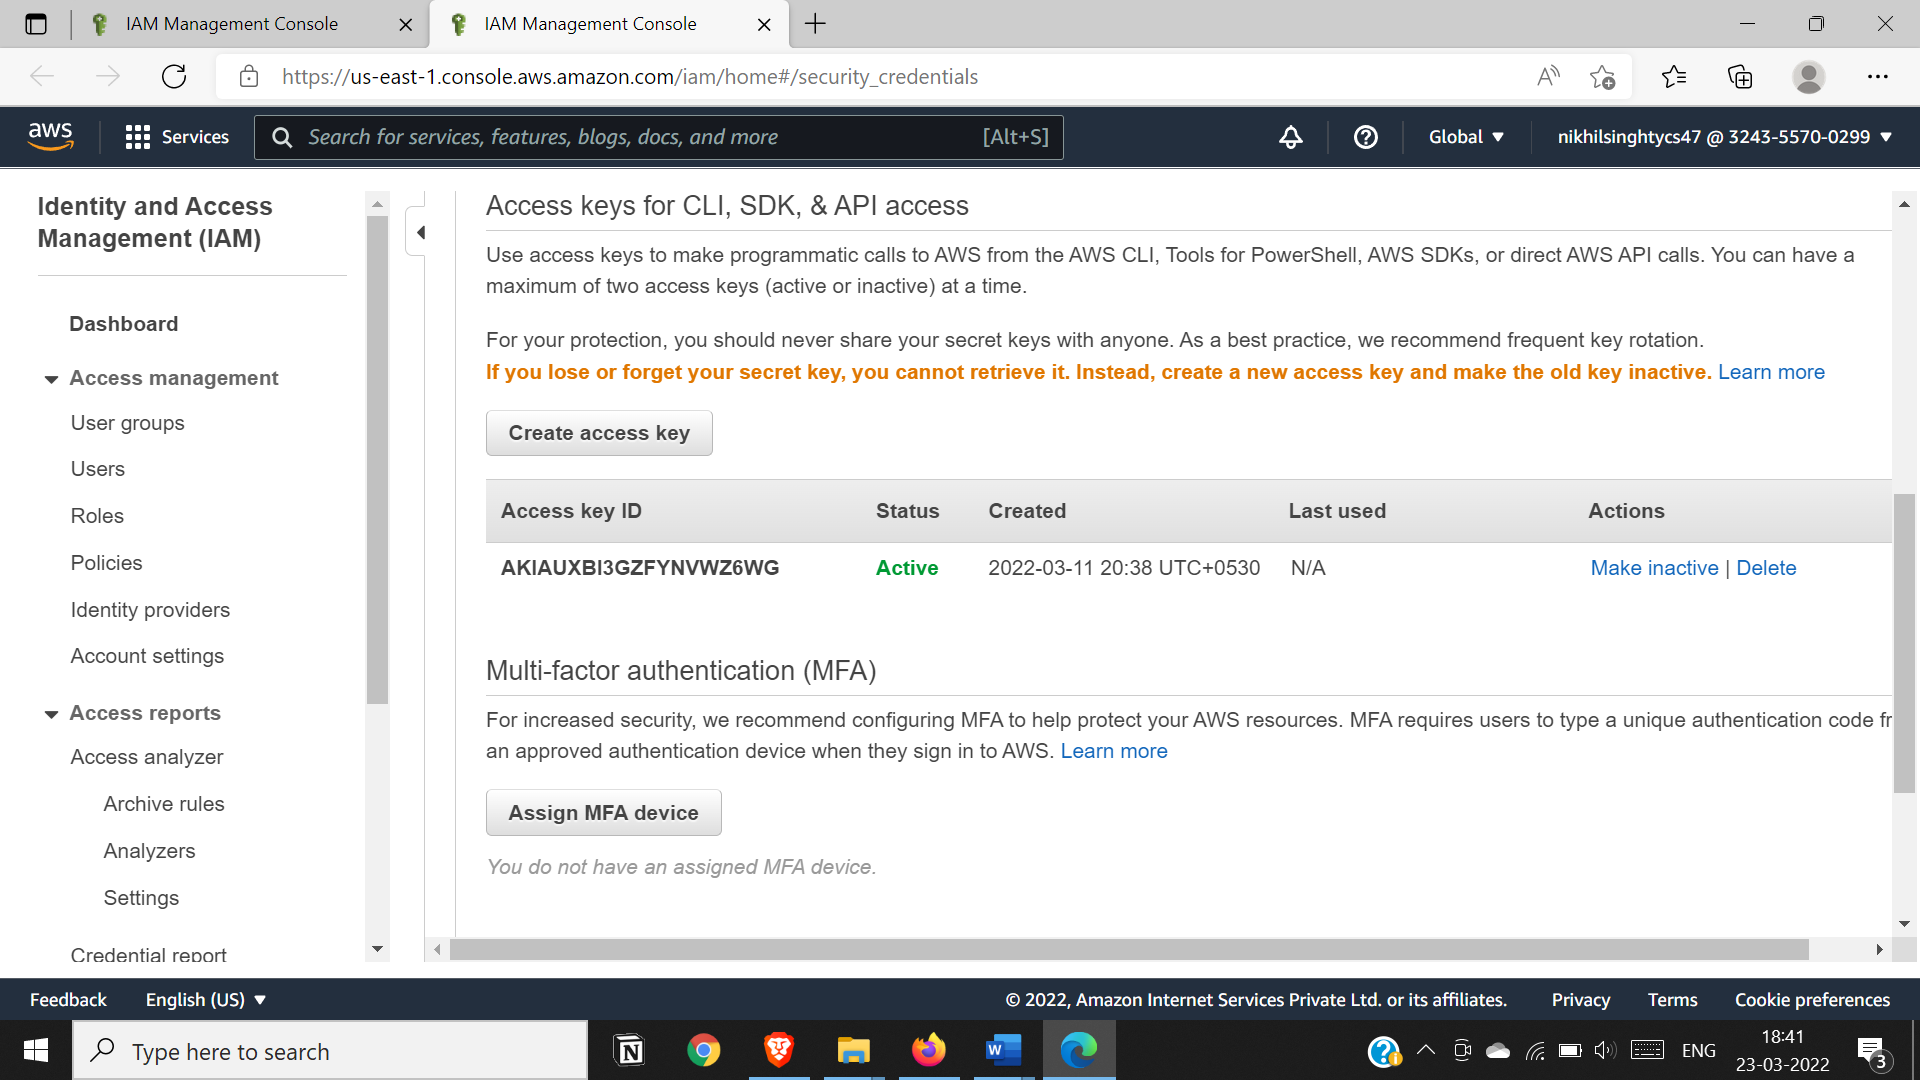 IAM Management Console
IAM Management Console
https://us-east-1.console.aws.amazon.com/iam/home#/security_credentials
aws
Services
Search for services, features, blogs, docs, and more
[Alt+S]
Global
nikhilsinghtycs47 @ 3243-5570-0299
Identity and Access
Management (IAM)
Dashboard
Access management
User groups
Users
Roles
Policies
Identity providers
Account settings
Access reports
Access analyzer
Archive rules
Analyzers
Settings
Credential report
Access keys for CLI, SDK, & API access
Use access keys to make programmatic calls to AWS from the AWS CLI, Tools for PowerShell, AWS SDKs, or direct AWS API calls. You can have a
maximum of two access keys (active or inactive) at a time.
For your protection, you should never share your secret keys with anyone. As a best practice, we recommend frequent key rotation.
If you lose or forget your secret key, you cannot retrieve it. Instead, create a new access key and make the old key inactive. Learn more
Create access key
Access key ID Status Created Last used Actions
AKIAUXBI3GZFYNVWZ6WG Active 2022-03-11 20:38 UTC+0530 N/A Make inactive | Delete
Multi-factor authentication (MFA)
For increased security, we recommend configuring MFA to help protect your AWS resources. MFA requires users to type a unique authentication code fr
an approved authentication device when they sign in to AWS. Learn more
Assign MFA device
You do not have an assigned MFA device.
Feedback
English (US)
© 2022, Amazon Internet Services Private Ltd. or its affiliates.
Privacy
Terms
Cookie preferences
Type here to search
ENG
18:41
23-03-2022
3